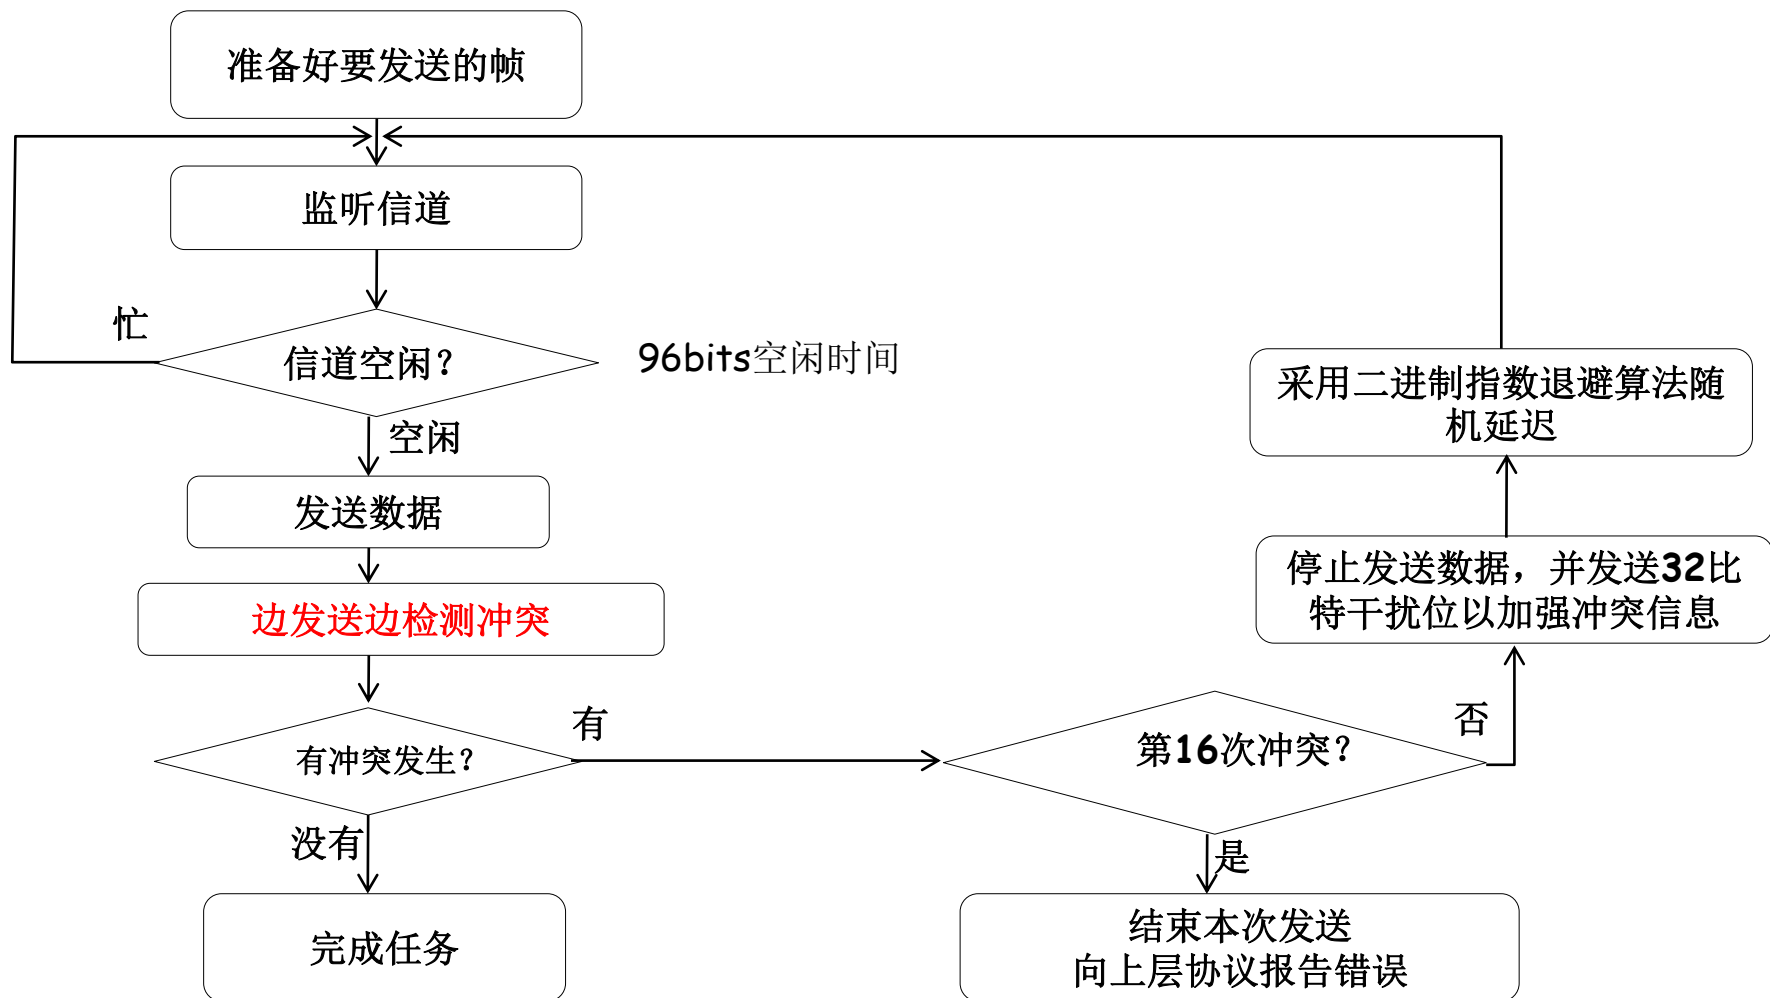 准备好要发送的帧
监听信道
忙
信道空闲？
96bits空闲时间
空闲
采用二进制指数退避算法随
机延迟
发送数据
停止发送数据，并发送32比
特干扰位以加强冲突信息
边发送边检测冲突
有冲突发生？
有
第16次冲突？
否
没有
是
完成任务
结束本次发送
向上层协议报告错误